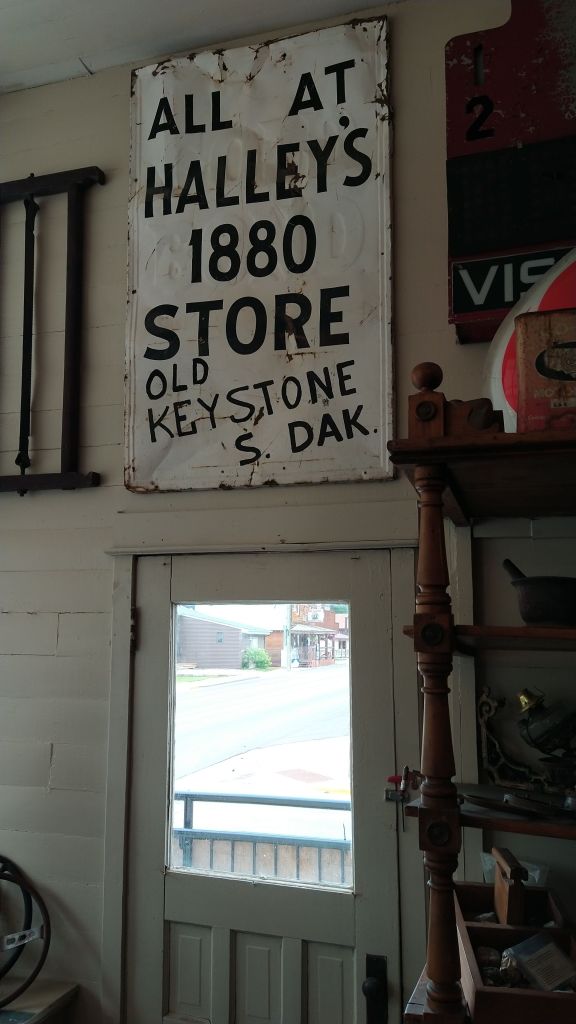 ALL AT
HALLEY'S
1880
STORE
OLD
KEYSTONE
S. DAK.
1
2
VIS